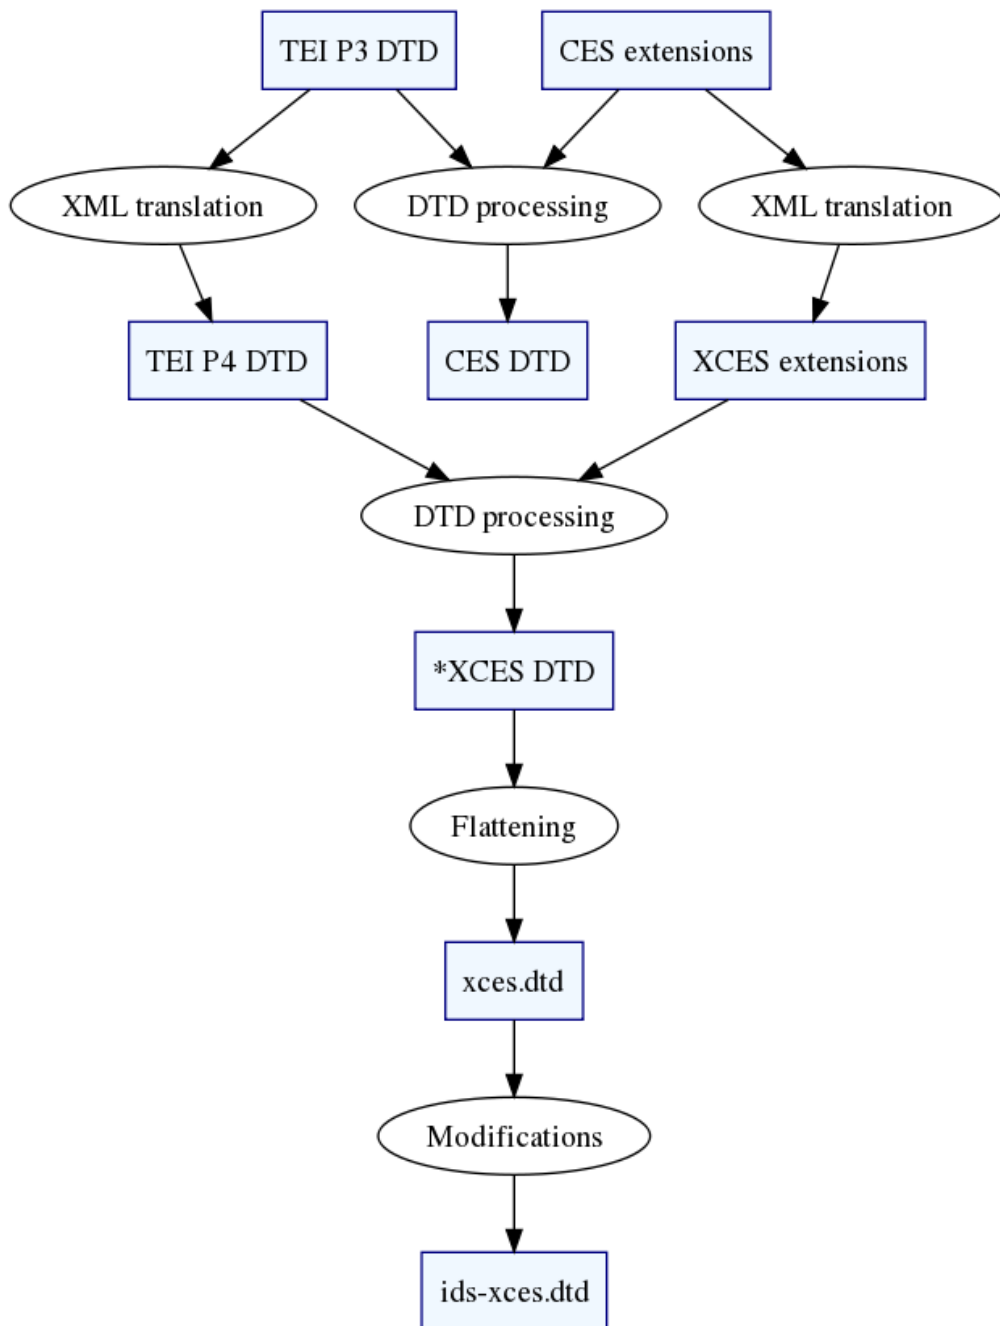 TEI P3 DTD
CES extensions
XML translation
DTD processing
XML translation
TEI P4 DTD
CES DTD
XCES extensions
DTD processing
*XCES DTD
Flattening
xces.dtd
Modifications
ids-xces.dtd